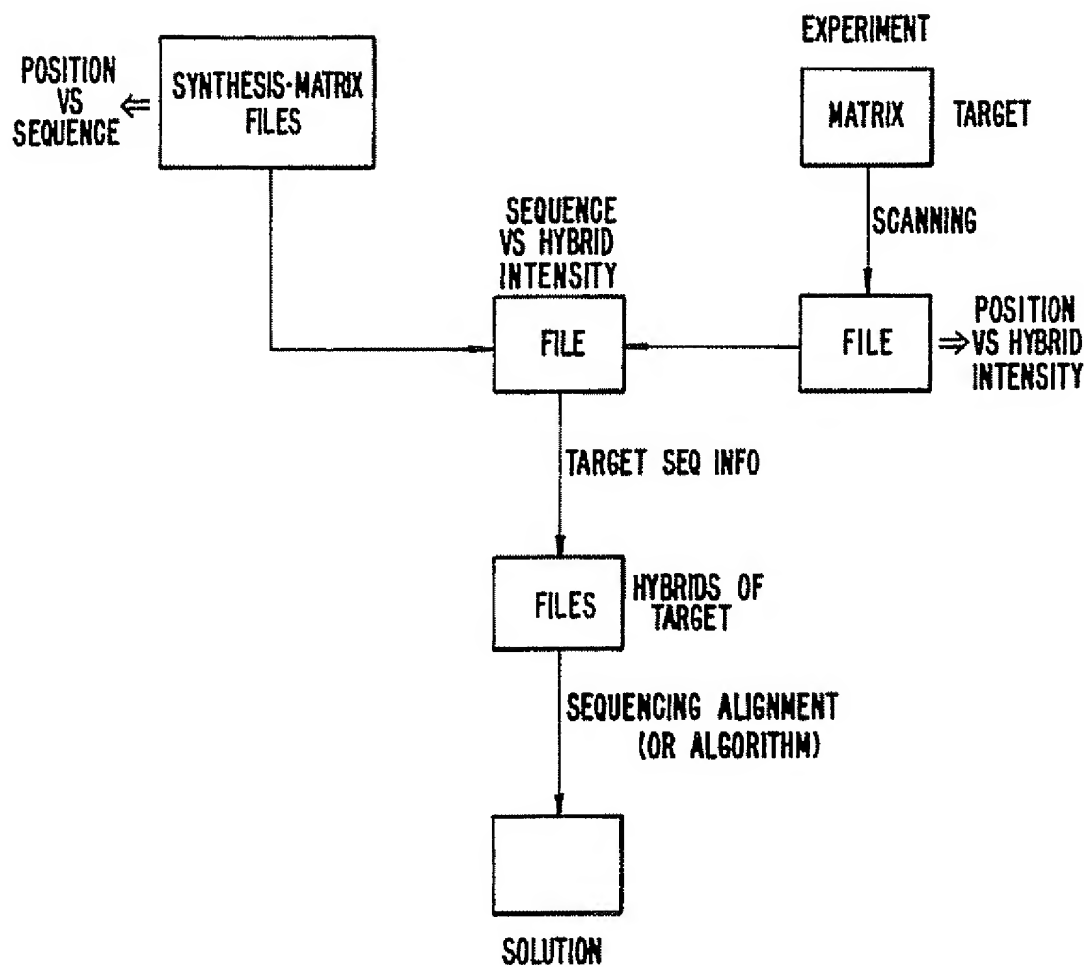 EXPERIMENT
POSITION
VS
SEQUENCE
⇐
SYNTHESIS-MATRIX
FILES
MATRIX
TARGET
SCANNING
SEQUENCE
VS HYBRID
INTENSITY
FILE
FILE
⇒
POSITION
VS HYBRID
INTENSITY
TARGET SEQ INFO
FILES
HYBRIDS OF
TARGET
SEQUENCING ALIGNMENT
(OR ALGORITHM)
SOLUTION